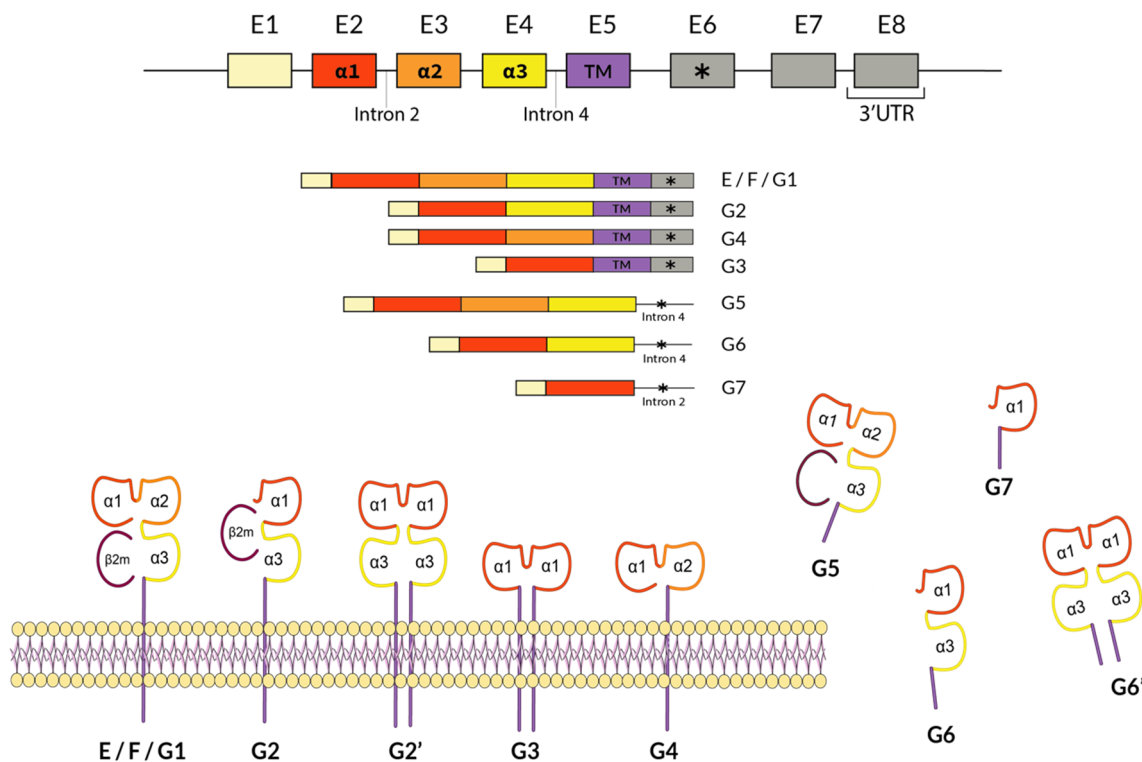 E1 E2 E3 E4 E5 E6 E7 E8
α1 α2 α3 TM *
Intron 2 Intron 4 3'UTR
TM * E / F / G1
TM * G2
TM * G4
TM * G3
* G5
Intron 4
* G6
Intron 4
* G7
Intron 2
α1 α2
α3
G5
α1
G7
α1 α2
β2m α3
E / F / G1
α1
β2m
α3
G2
α1 α1
α3 α3
G2’
α1 α1
G3
α1 α2
G4
α1
α3
G6
α1 α1
α3 α3
G6’